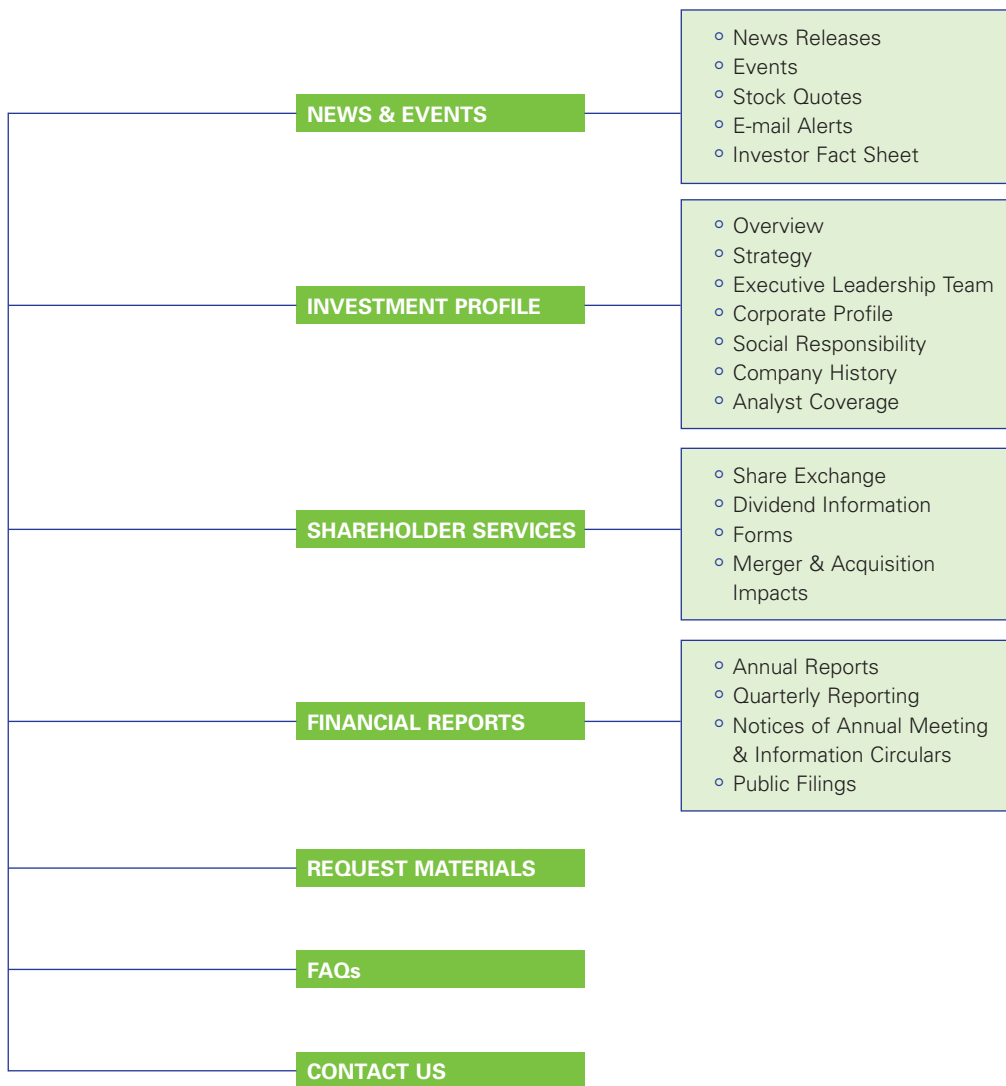 NEWS & EVENTS
News Releases
Events
Stock Quotes
E-mail Alerts
Investor Fact Sheet
INVESTMENT PROFILE
Overview
Strategy
Executive Leadership Team
Corporate Profile
Social Responsibility
Company History
Analyst Coverage
SHAREHOLDER SERVICES
Share Exchange
Dividend Information
Forms
Merger & Acquisition
Impacts
FINANCIAL REPORTS
Annual Reports
Quarterly Reporting
Notices of Annual Meeting
& Information Circulars
Public Filings
REQUEST MATERIALS
FAQs
CONTACT US